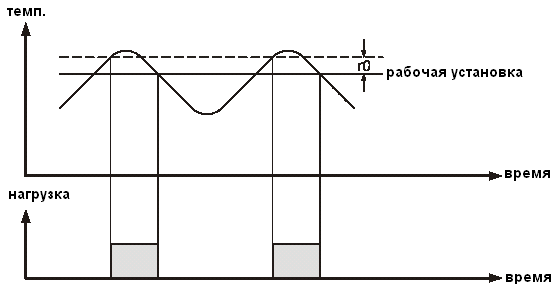 темп.
r0
рабочая установка
время
нагрузка
время